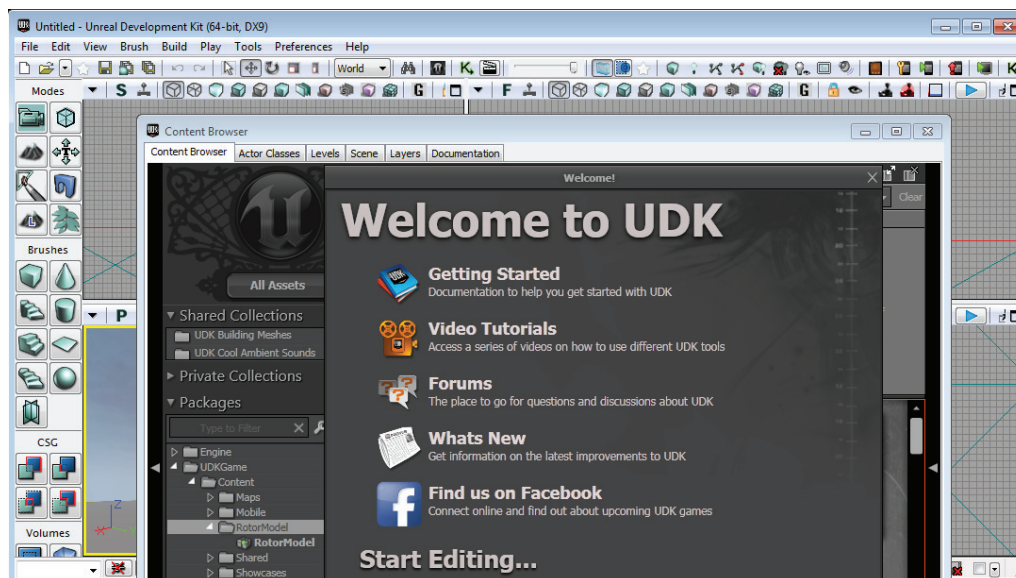 Untitled - Unreal Development Kit (64-bit, DX9)
File Edit View Brush Build Play Tools Preferences Help
World
Modes
S
G
F
G
Content Browser
Content Browser Actor Classes Levels Scene Layers Documentation
Welcome!
Clear
Welcome to UDK
Getting Started
Documentation to help you get started with UDK
All Assets
Brushes
P
Shared Collections
UDK Building Meshes
UDK Cool Ambient Sounds
Video Tutorials
Access a series of videos on how to use different UDK tools
Private Collections
Forums
The place to go for questions and discussions about UDK
Packages
Type to Filter
Whats New
Get information on the latest improvements to UDK
CSG
Engine
UDKGame
Content
Maps
Mobile
RotorModel
RotorModel
Shared
Showcases
Find us on Facebook
Connect online and find out about upcoming UDK games
Volumes
Z
X
Start Editing...